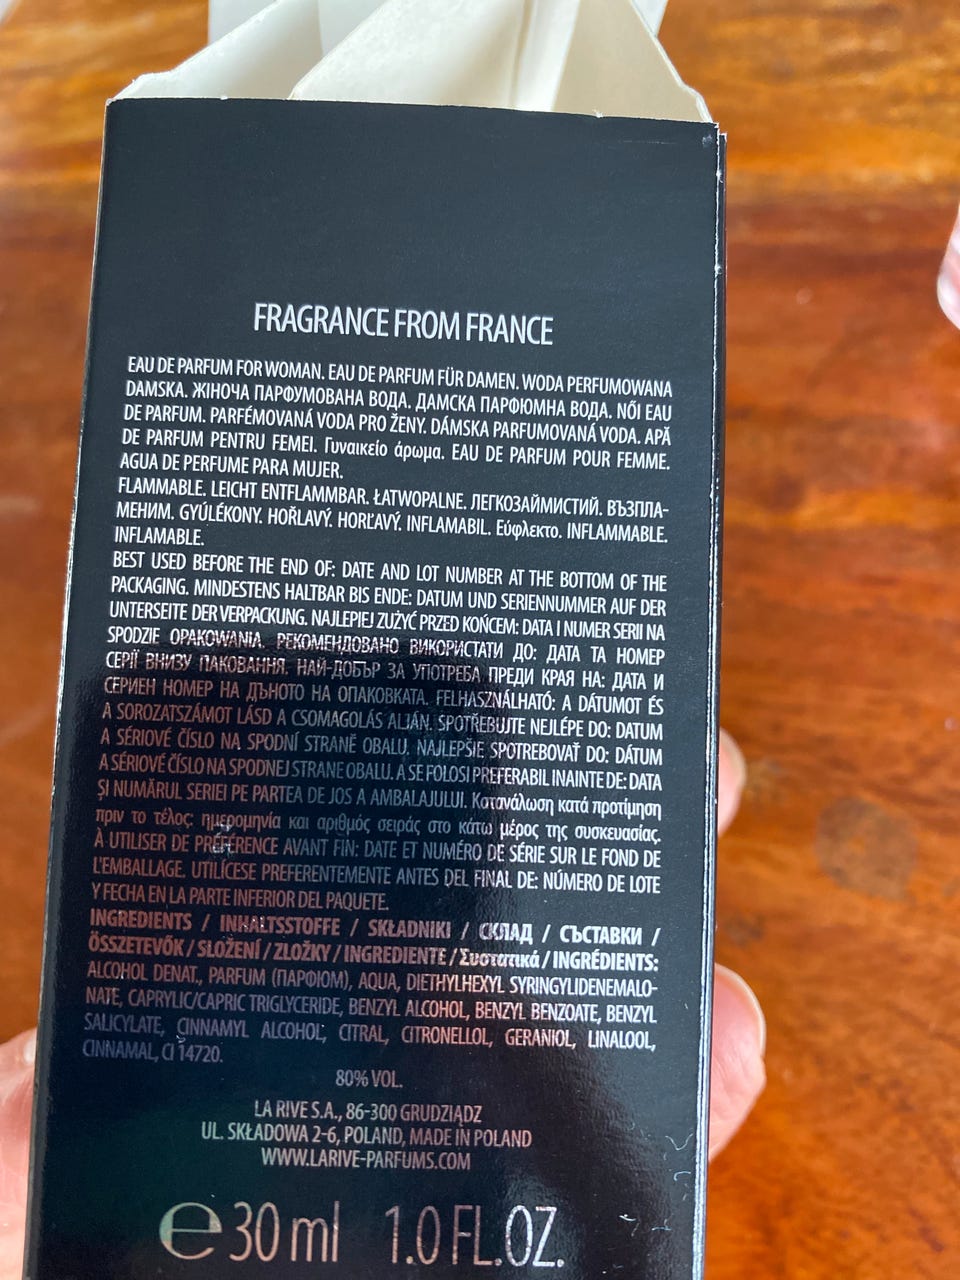 FRAGRANCE FROM FRANCE
EAU DE PARFUM FOR WOMAN. EAU DE PARFUM FÜR DAMEN. WODA PERFUMOWANA
DAMSKA. ЖІНОЧА ПАРФУМОВАНА ВОДА. ДАМСКА ПАРФЮМНА ВОДА. NŐI EAU
DE PARFUM. PARFÉMOVANÁ VODA PRO ŽENY. DÁMSKA PARFUMOVANÁ VODA. APĂ
DE PARFUM PENTRU FEMEI. Γυναικείο άρωμα. EAU DE PARFUM POUR FEMME.
AGUA DE PERFUME PARA MUJER.
FLAMMABLE. LEICHT ENTFLAMMBAR. ŁATWOPALNE. ЛЕГКОЗАЙМИСТИЙ. ВЪЗПЛА-
МЕНИМ. GYÚLÉKONY. HOŘLAVÝ. HORĽAVÝ. INFLAMABIL. Εύφλεκτο. INFLAMMABLE.
INFLAMABLE.
BEST USED BEFORE THE END OF: DATE AND LOT NUMBER AT THE BOTTOM OF THE
PACKAGING. MINDESTENS HALTBAR BIS ENDE: DATUM UND SERIENNUMMER AUF DER
UNTERSEITE DER VERPACKUNG. NAJLEPIEJ ZUŻYĆ PRZED KOŃCEM: DATA I NUMER SERII NA
SPODZIE OPAKOWANIA. РЕКОМЕНДОВАНО ВИКОРИСТАТИ ДО: ДАТА ТА НОМЕР
СЕРІЇ ВНИЗУ ПАКОВАННЯ. НАЙ-ДОБЪР ЗА УПОТРЕБА ПРЕДИ КРАЯ НА: ДАТА И
СЕРИЕН НОМЕР НА ДЪНОТО НА ОПАКОВКАТА. FELHASZNÁLHATÓ: A DÁTUMOT ÉS
A SOROZATSZÁMOT LÁSD A CSOMAGOLÁS ALJÁN. SPOTŘEBUJTE NEJLÉPE DO: DATUM
A SÉRIOVÉ ČÍSLO NA SPODNÍ STRANĚ OBALU. NAJLEPŠIE SPOTREBOVAŤ DO: DÁTUM
A SÉRIOVÉ ČÍSLO NA SPODNEJ STRANE OBALU. A SE FOLOSI PREFERABIL INAINTE DE: DATA
ȘI NUMĂRUL SERIEI PE PARTEA DE JOS A AMBALAJULUI. Κατανάλωση κατά προτίμηση
πριν το τέλος: ημερομηνία και αριθμός σειράς στο κάτω μέρος της συσκευασίας.
À UTILISER DE PRÉFÉRENCE AVANT FIN: DATE ET NUMÉRO DE SÉRIE SUR LE FOND DE
L'EMBALLAGE. UTILÍCESE PREFERENTEMENTE ANTES DEL FINAL DE: NÚMERO DE LOTE
Y FECHA EN LA PARTE INFERIOR DEL PAQUETE.
INGREDIENTS / INHALTSSTOFFE / SKŁADNIKI / СКЛАД / СЪСТАВКИ /
ÖSSZETEVŐK / SLOŽENÍ / ZLOŽKY / INGREDIENTE / Συστατικά / INGRÉDIENTS:
ALCOHOL DENAT., PARFUM (ПАРФЮМ), AQUA, DIETHYLHEXYL SYRINGYLIDENEMALO-
NATE, CAPRYLIC/CAPRIC TRIGLYCERIDE, BENZYL ALCOHOL, BENZYL BENZOATE, BENZYL
SALICYLATE, CINNAMYL ALCOHOL, CITRAL, CITRONELLOL, GERANIOL, LINALOOL,
CINNAMAL, CI 14720.
80% VOL.
LA RIVE S.A., 86-300 GRUDZIĄDZ
UL. SKŁADOWA 2-6, POLAND, MADE IN POLAND
WWW.LARIVE-PARFUMS.COM
℮ 30 ml 1.0 FL.OZ.